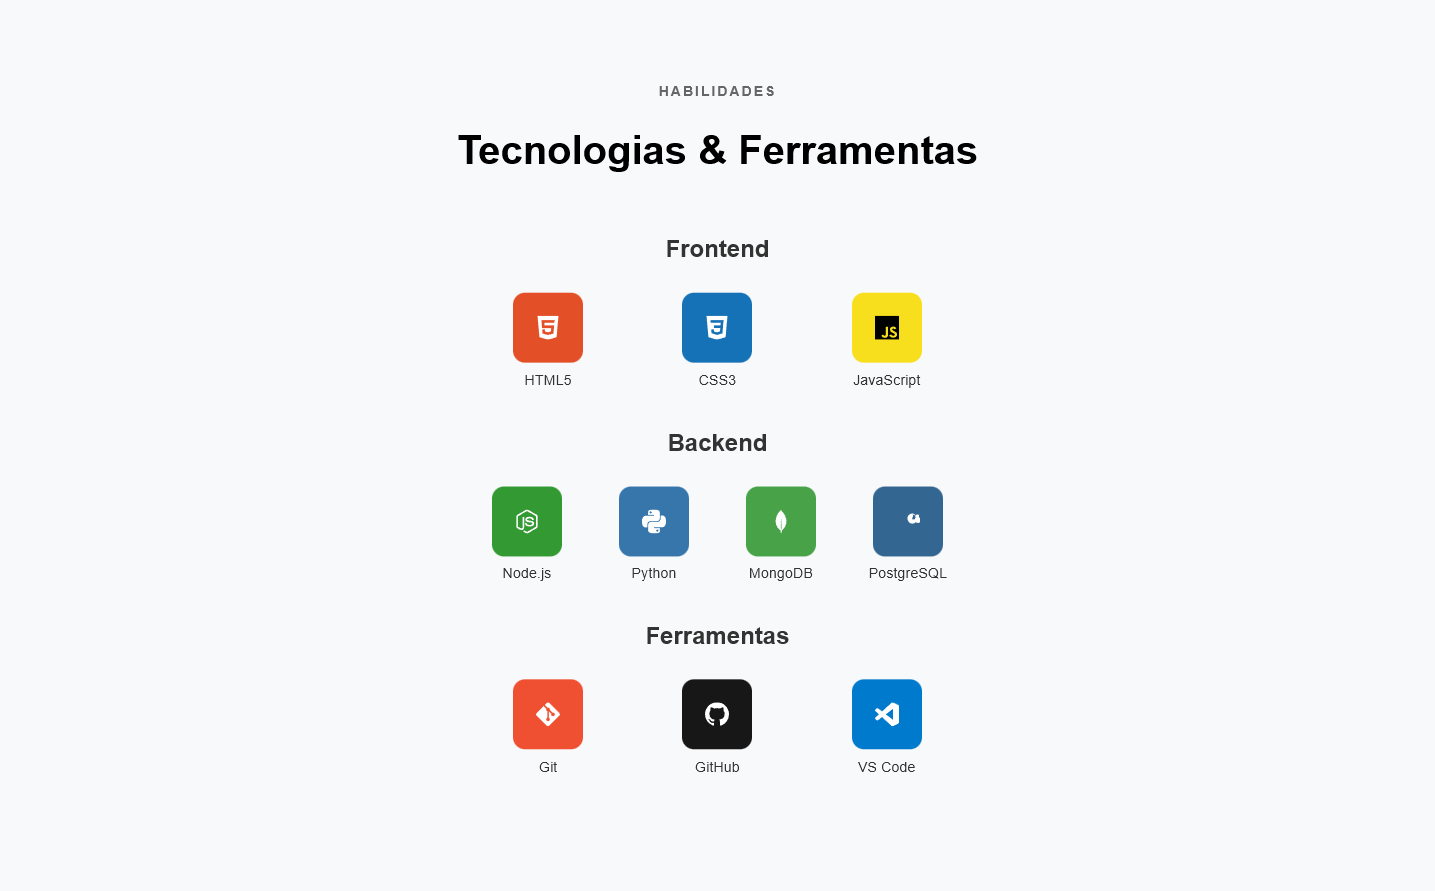 HABILIDADES
Tecnologias & Ferramentas
Frontend
JS
HTML5 CSS3 JavaScript
Backend
JS
Node.js Python MongoDB PostgreSQL
Ferramentas
Git GitHub VS Code